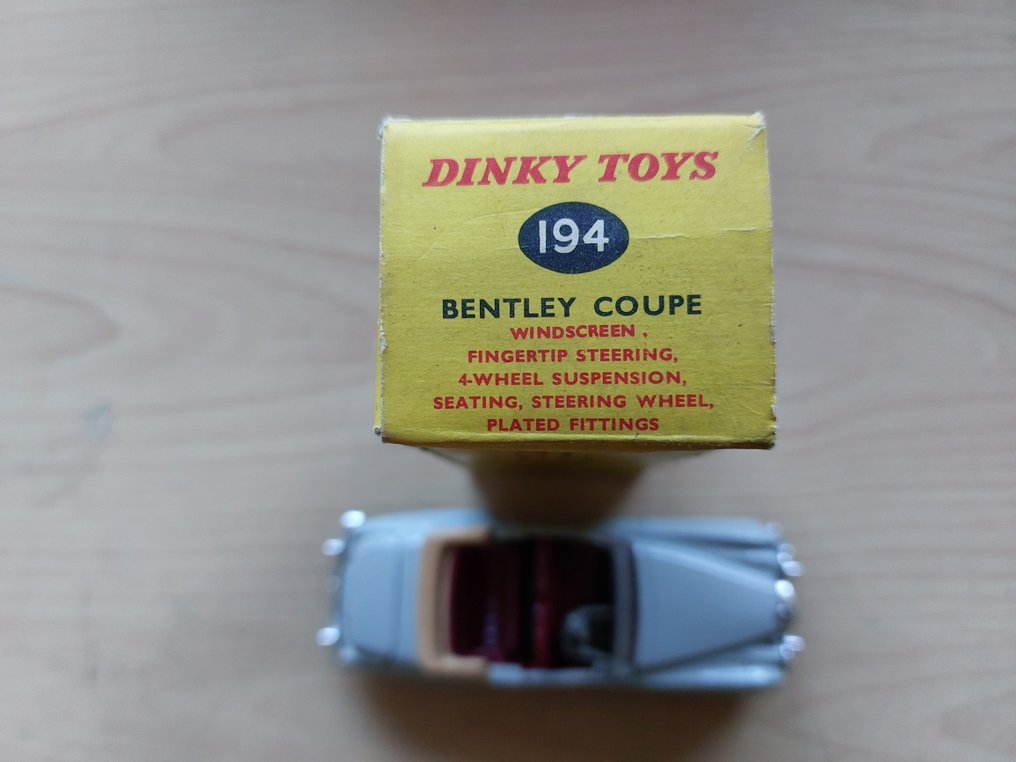 DINKY TOYS
194
BENTLEY COUPE
WINDSCREEN,
FINGERTIP STEERING,
4-WHEEL SUSPENSION,
SEATING, STEERING WHEEL,
PLATED FITTINGS